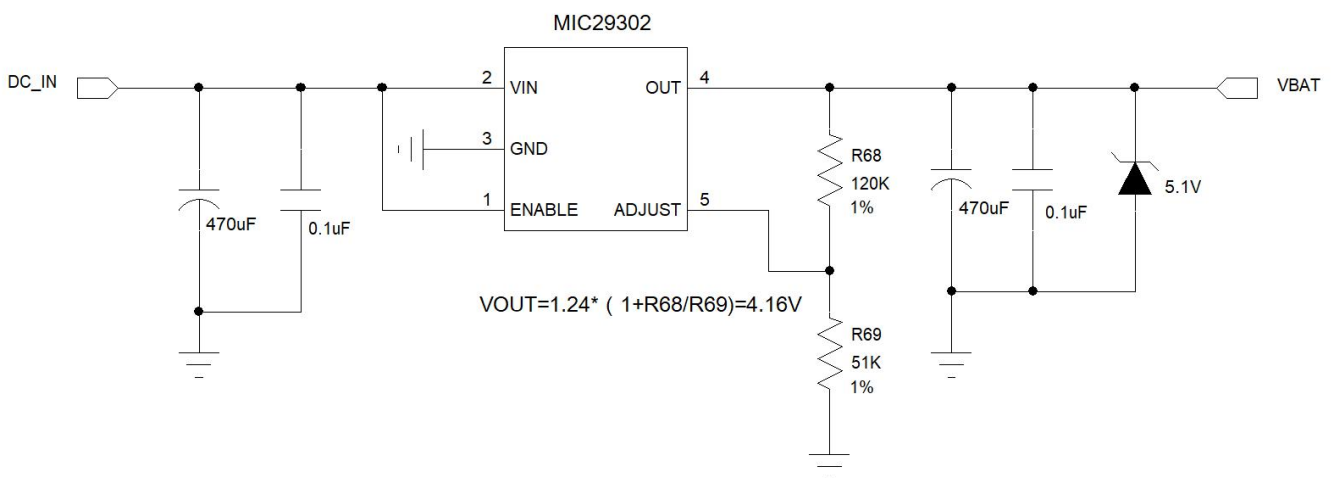 MIC29302
DC_IN
2
VIN
OUT
4
VBAT
3
GND
1
ENABLE
ADJUST
5
470uF
0.1uF
R68
120K
1%
470uF
0.1uF
5.1V
VOUT=1.24* ( 1+R68/R69)=4.16V
R69
51K
1%